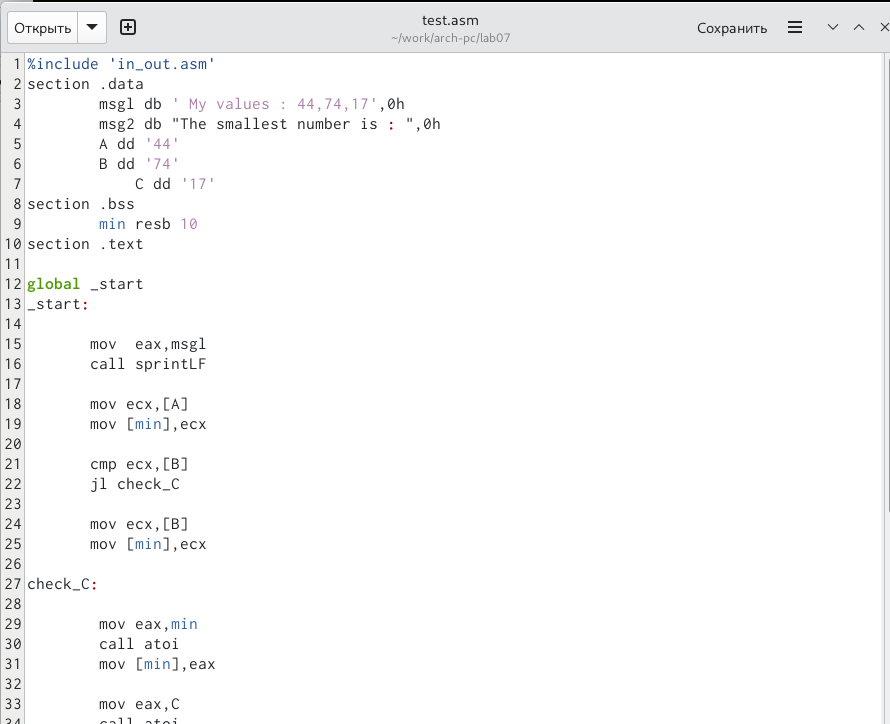 Открыть
test.asm
~/work/arch-pc/lab07
Сохранить
1 %include 'in_out.asm'
2 section .data
3 msgl db ' My values : 44,74,17',0h
4 msg2 db "The smallest number is : ",0h
5 A dd '44'
6 B dd '74'
7 C dd '17'
8 section .bss
9 min resb 10
10 section .text
11
12 global _start
13 _start:
14
15 mov  eax,msgl
16 call sprintLF
17
18 mov ecx,[A]
19 mov [min],ecx
20
21 cmp ecx,[B]
22 jl check_C
23
24 mov ecx,[B]
25 mov [min],ecx
26
27 check_C:
28
29 mov eax,min
30 call atoi
31 mov [min],eax
32
33 mov eax,C
34 call atoi